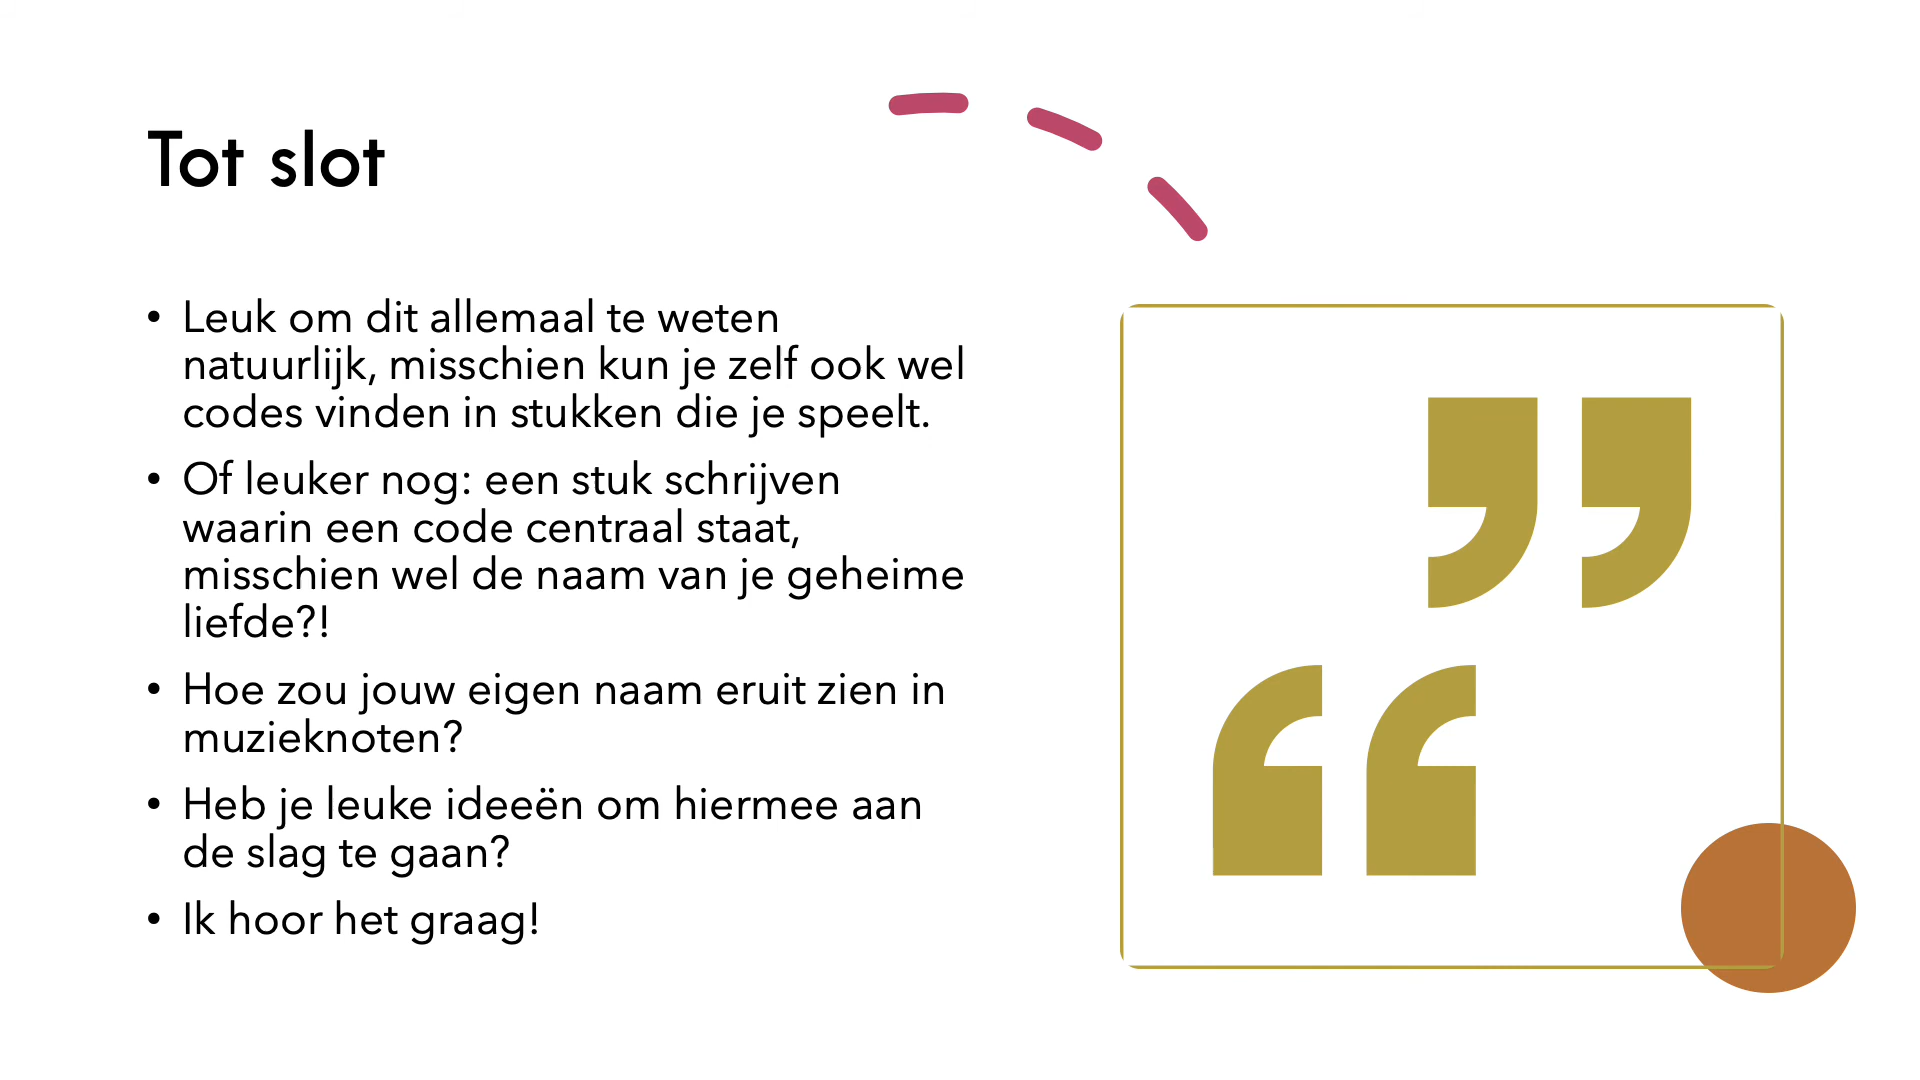 Tot slot
• Leuk om dit allemaal te weten
natuurlijk, misschien kun je zelf ook wel
codes vinden in stukken die je speelt.
• Of leuker nog: een stuk schrijven
waarin een code centraal staat,
misschien wel de naam van je geheime
liefde?!
• Hoe zou jouw eigen naam eruit zien in
muzieknoten?
• Heb je leuke ideeën om hiermee aan
de slag te gaan?
• Ik hoor het graag!